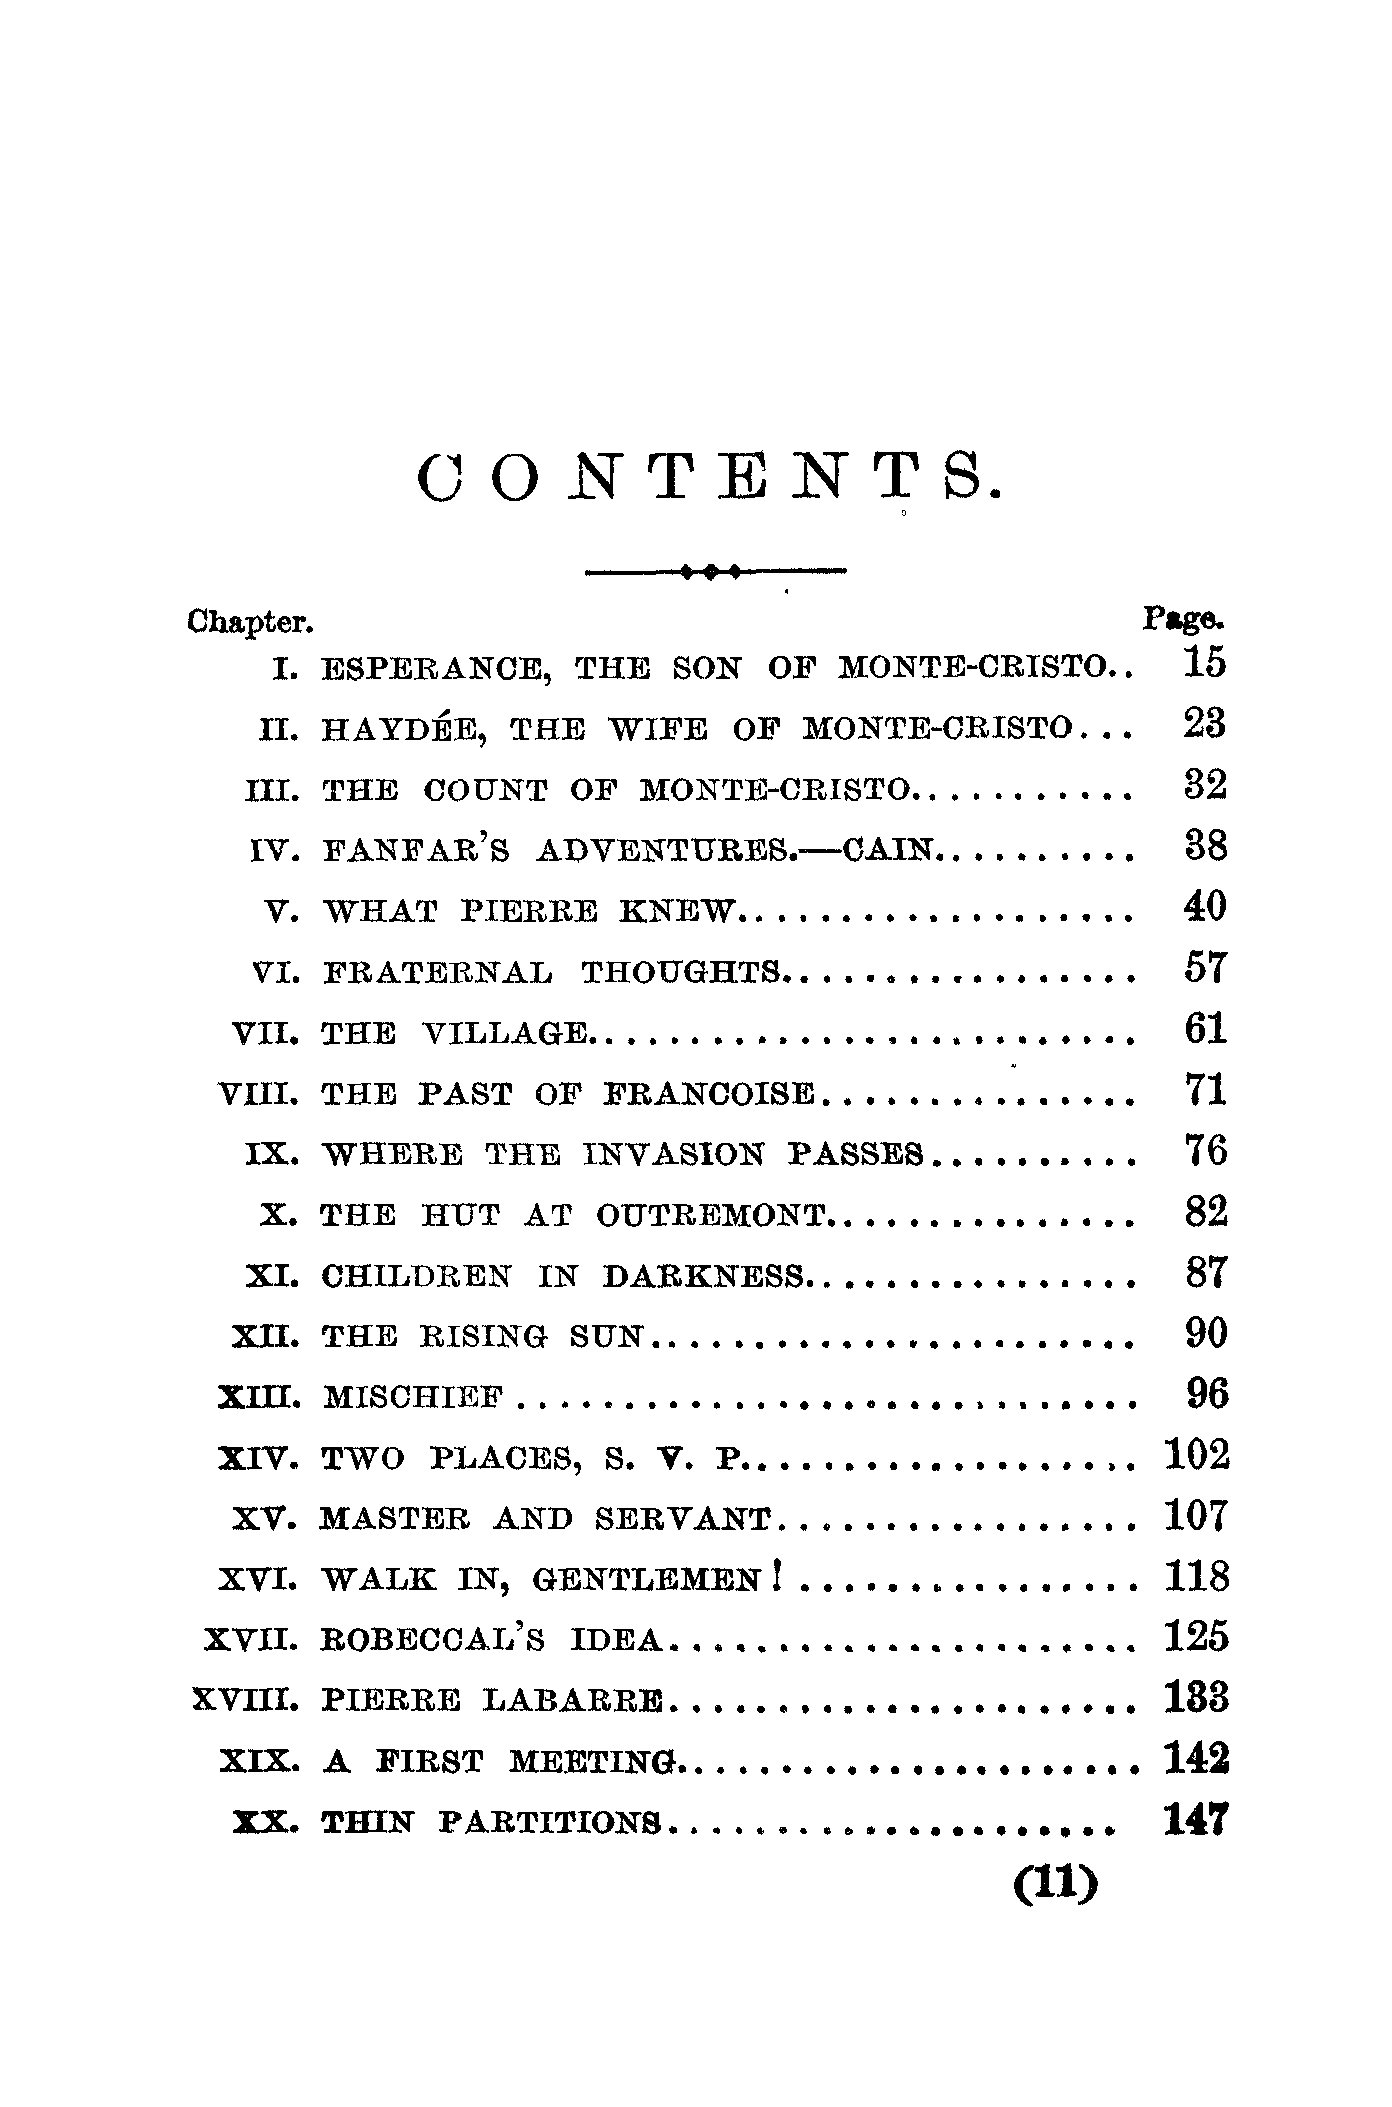 CONTENTS.
Chapter. Page.
I. ESPERANCE, THE SON OF MONTE-CRISTO.. 15
II. HAYDÉE, THE WIFE OF MONTE-CRISTO... 23
III. THE COUNT OF MONTE-CRISTO........... 32
IV. FANFAR'S ADVENTURES.—CAIN.......... 38
V. WHAT PIERRE KNEW................... 40
VI. FRATERNAL THOUGHTS................. 57
VII. THE VILLAGE.......................... 61
VIII. THE PAST OF FRANCOISE............... 71
IX. WHERE THE INVASION PASSES.......... 76
X. THE HUT AT OUTREMONT............... 82
XI. CHILDREN IN DARKNESS................ 87
XII. THE RISING SUN....................... 90
XIII. MISCHIEF ............................. 96
XIV. TWO PLACES, S. V. P................... 102
XV. MASTER AND SERVANT................. 107
XVI. WALK IN, GENTLEMEN! ................ 118
XVII. ROBECCAL'S IDEA...................... 125
XVIII. PIERRE LABARRE...................... 133
XIX. A FIRST MEETING...................... 142
XX. THIN PARTITIONS..................... 147
(11)